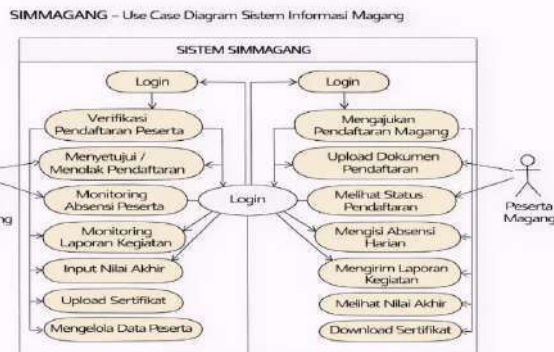 SIMMAGANG – Use Case Diagram Sistem Informasi Magang
SISTEM SIMMAGANG
Login
Verifikasi
Pendaftaran Peserta
Menyetujui /
Menolak Pendaftaran
Monitoring
Absensi Peserta
Monitoring
Laporan Kegiatan
Input Nilai Akhir
Upload Sertifikat
Mengelola Data Peserta
Login
Login
Mengajukan
Pendaftaran Magang
Upload Dokumen
Pendaftaran
Melihat Status
Pendaftaran
Mengisi Absensi
Harian
Mengirim Laporan
Kegiatan
Melihat Nilai Akhir
Download Sertifikat
Peserta
Magang